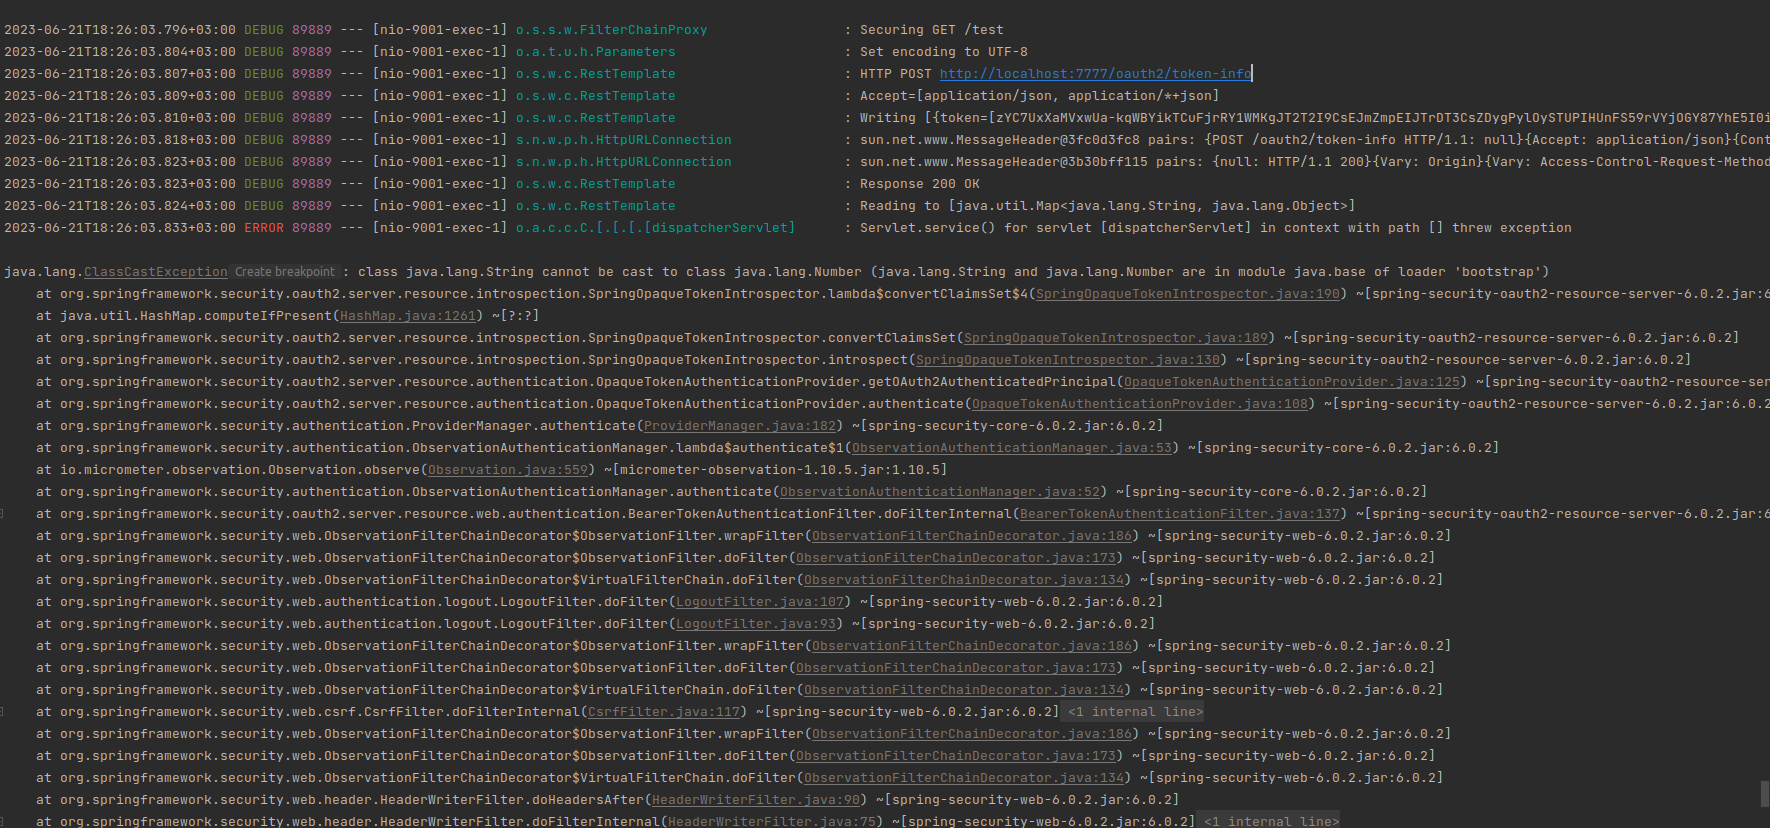 2023-06-21T18:26:03.796+03:00 DEBUG 89889 --- [nio-9001-exec-1] o.s.s.w.FilterChainProxy : Securing GET /test
2023-06-21T18:26:03.804+03:00 DEBUG 89889 --- [nio-9001-exec-1] o.a.t.u.h.Parameters : Set encoding to UTF-8
2023-06-21T18:26:03.807+03:00 DEBUG 89889 --- [nio-9001-exec-1] o.s.w.c.RestTemplate : HTTP POST http://localhost:7777/oauth2/token-info
2023-06-21T18:26:03.809+03:00 DEBUG 89889 --- [nio-9001-exec-1] o.s.w.c.RestTemplate : Accept=[application/json, application/*+json]
2023-06-21T18:26:03.810+03:00 DEBUG 89889 --- [nio-9001-exec-1] o.s.w.c.RestTemplate : Writing [{token=[zYC7UxXaMVxwUa-kqWBYikTCuFjrRY1WMKgJT2T2I9CsEJmZmpEIJTrDT3CsZDygPylOySTUPIHUnFS59rVYjOGY87YhE5I0i
2023-06-21T18:26:03.818+03:00 DEBUG 89889 --- [nio-9001-exec-1] s.n.w.p.h.HttpURLConnection : sun.net.www.MessageHeader@3fc0d3fc8 pairs: {POST /oauth2/token-info HTTP/1.1: null}{Accept: application/json}{Cont
2023-06-21T18:26:03.823+03:00 DEBUG 89889 --- [nio-9001-exec-1] s.n.w.p.h.HttpURLConnection : sun.net.www.MessageHeader@3b30bff115 pairs: {null: HTTP/1.1 200}{Vary: Origin}{Vary: Access-Control-Request-Method
2023-06-21T18:26:03.823+03:00 DEBUG 89889 --- [nio-9001-exec-1] o.s.w.c.RestTemplate : Response 200 OK
2023-06-21T18:26:03.824+03:00 DEBUG 89889 --- [nio-9001-exec-1] o.s.w.c.RestTemplate : Reading to [java.util.Map<java.lang.String, java.lang.Object>]
2023-06-21T18:26:03.833+03:00 ERROR 89889 --- [nio-9001-exec-1] o.a.c.c.C.[.[.[.[dispatcherServlet] : Servlet.service() for servlet [dispatcherServlet] in context with path [] threw exception
java.lang.ClassCastException Create breakpoint : class java.lang.String cannot be cast to class java.lang.Number (java.lang.String and java.lang.Number are in module java.base of loader 'bootstrap')
at org.springframework.security.oauth2.server.resource.introspection.SpringOpaqueTokenIntrospector.lambda$convertClaimsSet$4(SpringOpaqueTokenIntrospector.java:190) ~[spring-security-oauth2-resource-server-6.0.2.jar:6
at java.util.HashMap.computeIfPresent(HashMap.java:1261) ~[?:?]
at org.springframework.security.oauth2.server.resource.introspection.SpringOpaqueTokenIntrospector.convertClaimsSet(SpringOpaqueTokenIntrospector.java:189) ~[spring-security-oauth2-resource-server-6.0.2.jar:6.0.2]
at org.springframework.security.oauth2.server.resource.introspection.SpringOpaqueTokenIntrospector.introspect(SpringOpaqueTokenIntrospector.java:130) ~[spring-security-oauth2-resource-server-6.0.2.jar:6.0.2]
at org.springframework.security.oauth2.server.resource.authentication.OpaqueTokenAuthenticationProvider.getOAuth2AuthenticatedPrincipal(OpaqueTokenAuthenticationProvider.java:125) ~[spring-security-oauth2-resource-ser
at org.springframework.security.oauth2.server.resource.authentication.OpaqueTokenAuthenticationProvider.authenticate(OpaqueTokenAuthenticationProvider.java:108) ~[spring-security-oauth2-resource-server-6.0.2.jar:6.0.2
at org.springframework.security.authentication.ProviderManager.authenticate(ProviderManager.java:182) ~[spring-security-core-6.0.2.jar:6.0.2]
at org.springframework.security.authentication.ObservationAuthenticationManager.lambda$authenticate$1(ObservationAuthenticationManager.java:53) ~[spring-security-core-6.0.2.jar:6.0.2]
at io.micrometer.observation.Observation.observe(Observation.java:559) ~[micrometer-observation-1.10.5.jar:1.10.5]
at org.springframework.security.authentication.ObservationAuthenticationManager.authenticate(ObservationAuthenticationManager.java:52) ~[spring-security-core-6.0.2.jar:6.0.2]
at org.springframework.security.oauth2.server.resource.web.authentication.BearerTokenAuthenticationFilter.doFilterInternal(BearerTokenAuthenticationFilter.java:137) ~[spring-security-oauth2-resource-server-6.0.2.jar:6
at org.springframework.security.web.ObservationFilterChainDecorator$ObservationFilter.wrapFilter(ObservationFilterChainDecorator.java:186) ~[spring-security-web-6.0.2.jar:6.0.2]
at org.springframework.security.web.ObservationFilterChainDecorator$ObservationFilter.doFilter(ObservationFilterChainDecorator.java:173) ~[spring-security-web-6.0.2.jar:6.0.2]
at org.springframework.security.web.ObservationFilterChainDecorator$VirtualFilterChain.doFilter(ObservationFilterChainDecorator.java:134) ~[spring-security-web-6.0.2.jar:6.0.2]
at org.springframework.security.web.authentication.logout.LogoutFilter.doFilter(LogoutFilter.java:107) ~[spring-security-web-6.0.2.jar:6.0.2]
at org.springframework.security.web.authentication.logout.LogoutFilter.doFilter(LogoutFilter.java:93) ~[spring-security-web-6.0.2.jar:6.0.2]
at org.springframework.security.web.ObservationFilterChainDecorator$ObservationFilter.wrapFilter(ObservationFilterChainDecorator.java:186) ~[spring-security-web-6.0.2.jar:6.0.2]
at org.springframework.security.web.ObservationFilterChainDecorator$ObservationFilter.doFilter(ObservationFilterChainDecorator.java:173) ~[spring-security-web-6.0.2.jar:6.0.2]
at org.springframework.security.web.ObservationFilterChainDecorator$VirtualFilterChain.doFilter(ObservationFilterChainDecorator.java:134) ~[spring-security-web-6.0.2.jar:6.0.2]
at org.springframework.security.web.csrf.CsrfFilter.doFilterInternal(CsrfFilter.java:117) ~[spring-security-web-6.0.2.jar:6.0.2] <1 internal line>
at org.springframework.security.web.ObservationFilterChainDecorator$ObservationFilter.wrapFilter(ObservationFilterChainDecorator.java:186) ~[spring-security-web-6.0.2.jar:6.0.2]
at org.springframework.security.web.ObservationFilterChainDecorator$ObservationFilter.doFilter(ObservationFilterChainDecorator.java:173) ~[spring-security-web-6.0.2.jar:6.0.2]
at org.springframework.security.web.ObservationFilterChainDecorator$VirtualFilterChain.doFilter(ObservationFilterChainDecorator.java:134) ~[spring-security-web-6.0.2.jar:6.0.2]
at org.springframework.security.web.header.HeaderWriterFilter.doHeadersAfter(HeaderWriterFilter.java:90) ~[spring-security-web-6.0.2.jar:6.0.2]
at org.springframework.security.web.header.HeaderWriterFilter.doFilterInternal(HeaderWriterFilter.java:75) ~[spring-security-web-6.0.2.jar:6.0.2] <1 internal line>